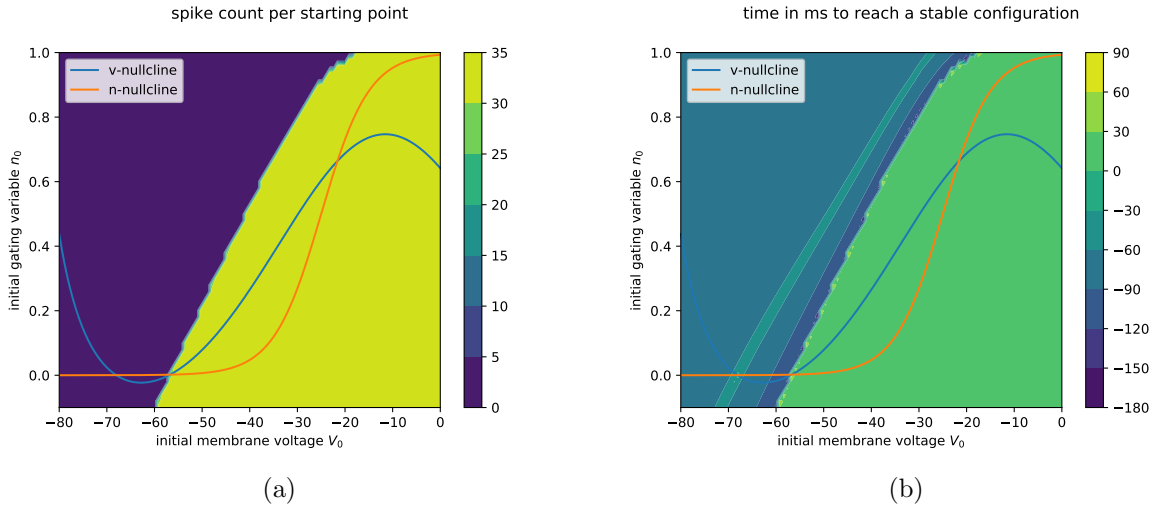 spike count per starting point
v-nullcline
n-nullcline
1.0
0.8
0.6
0.4
0.2
0.0
initial gating variable n₀
−80 −70 −60 −50 −40 −30 −20 −10 0
initial membrane voltage V₀
35
30
25
20
15
10
5
0
(a)
time in ms to reach a stable configuration
v-nullcline
n-nullcline
1.0
0.8
0.6
0.4
0.2
0.0
initial gating variable n₀
−80 −70 −60 −50 −40 −30 −20 −10 0
initial membrane voltage V₀
90
60
30
0
−30
−60
−90
−120
−150
−180
(b)